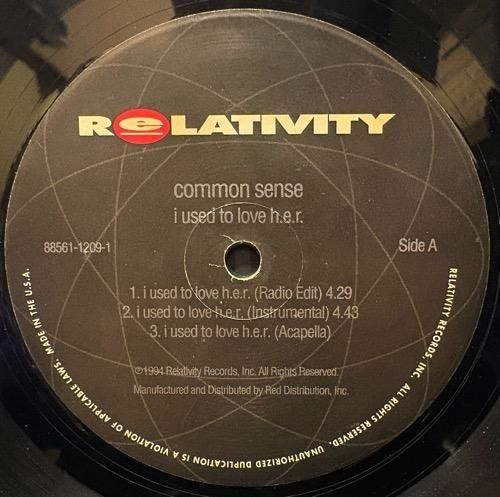 ReLATIVITY
common sense
i used to love h.e.r.
88561-1209-1
Side A
1. i used to love h.e.r. (Radio Edit) 4.29
2. i used to love h.e.r. (Instrumental) 4.43
3. i used to love h.e.r. (Acapella)
℗1994 Relativity Records, Inc. All Rights Reserved.
Manufactured and Distributed by Red Distribution, Inc.
RELATIVITY RECORDS, INC. ALL RIGHTS RESERVED. UNAUTHORIZED DUPLICATION IS A VIOLATION OF APPLICABLE LAWS. MADE IN THE U.S.A.